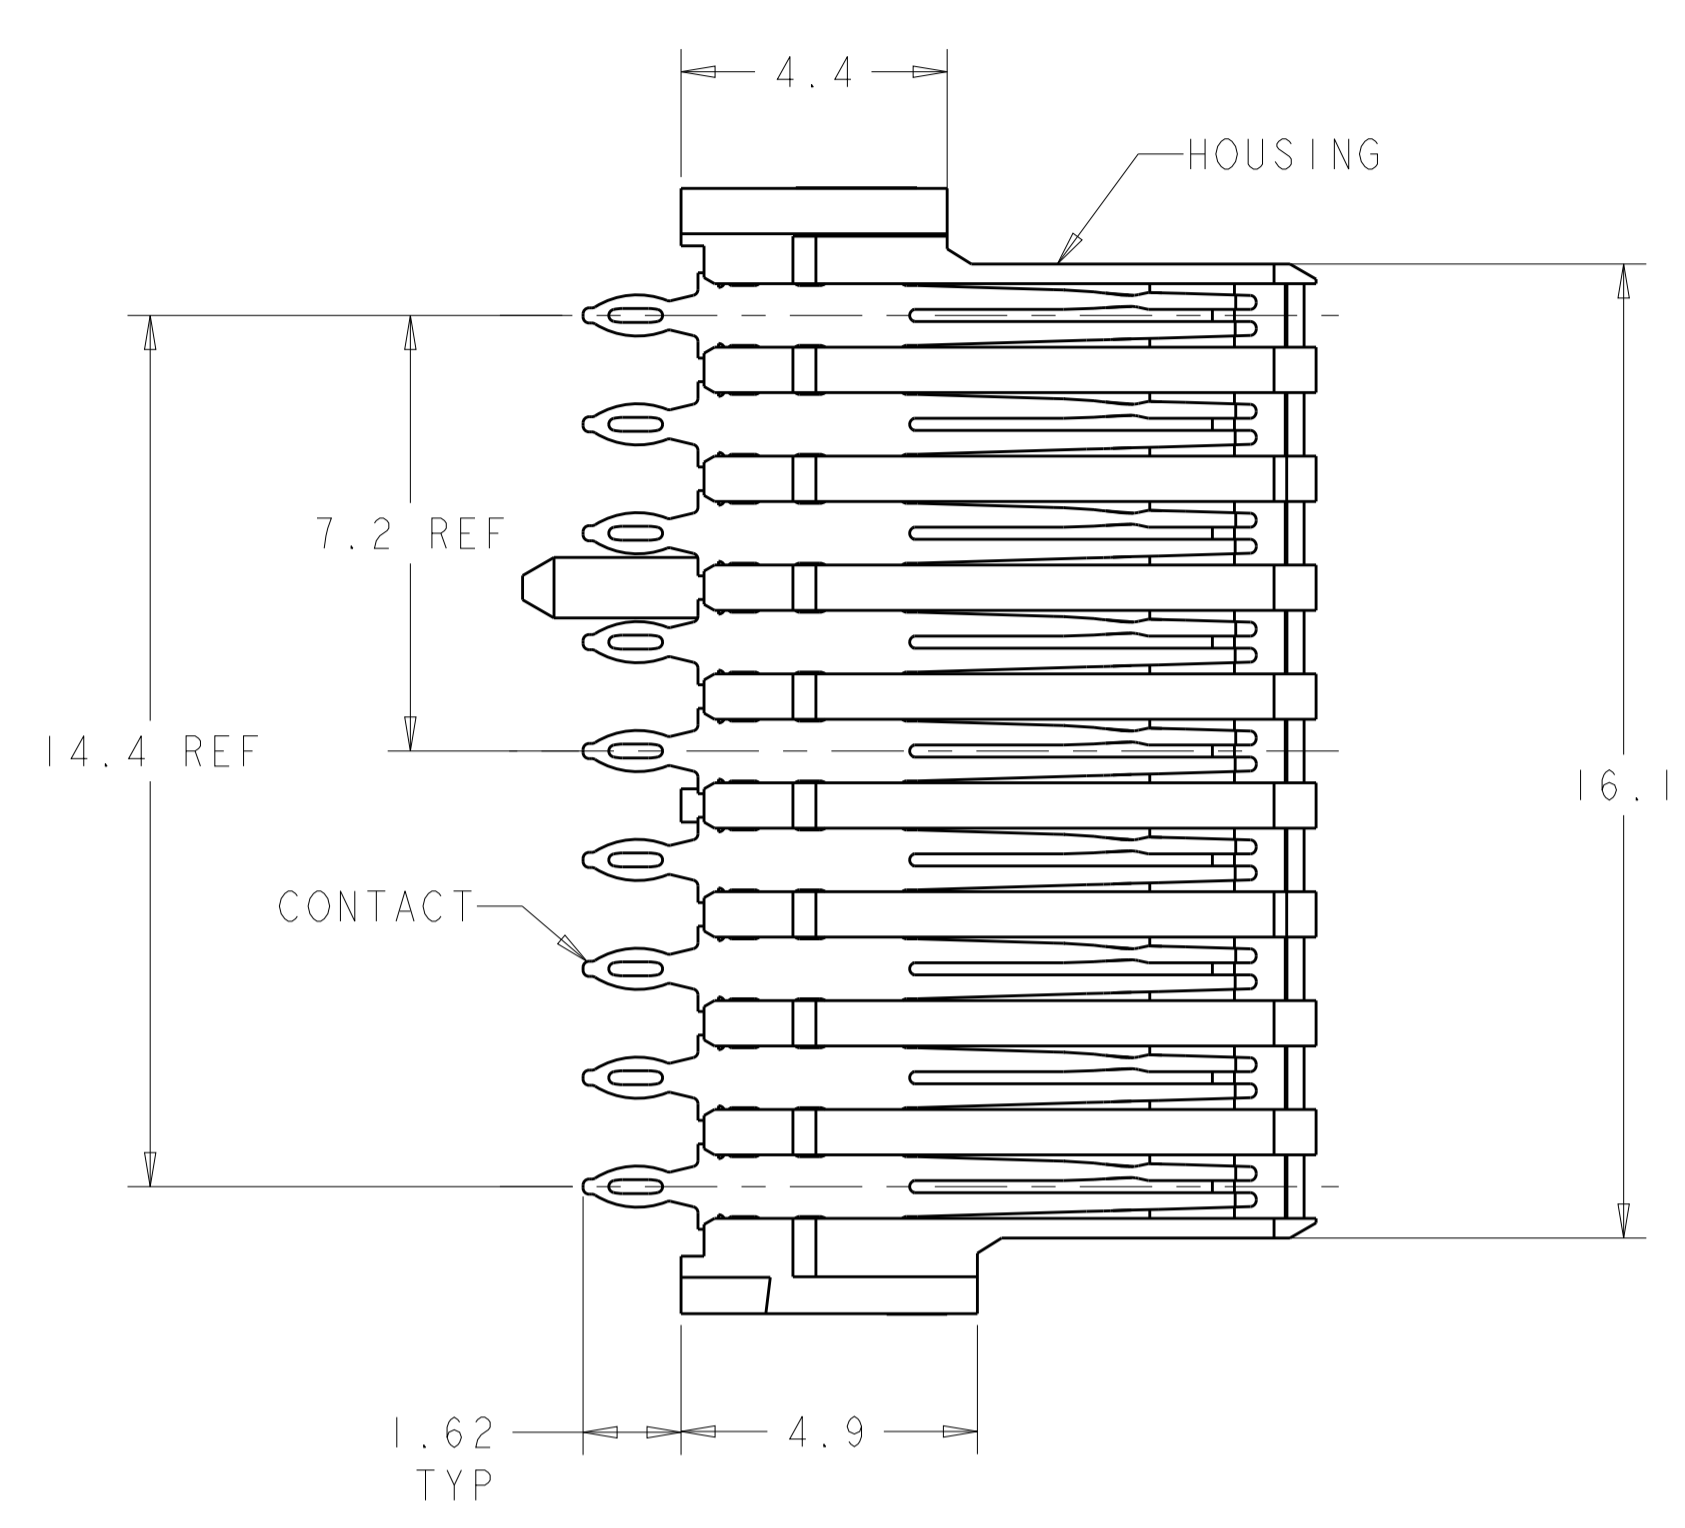 4.4
HOUSING
7.2 REF
14.4 REF
16.1
CONTACT
1.62
TYP
4.9